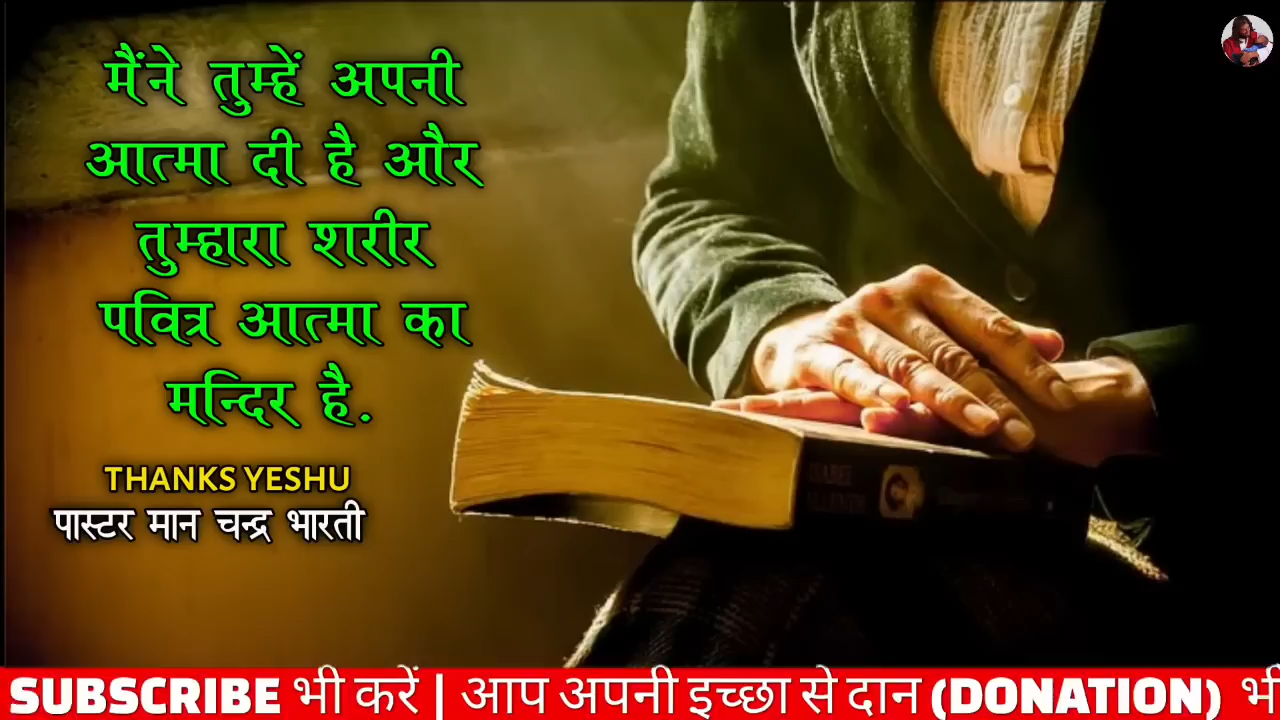 मैंने तुम्हें अपनी
आत्मा दी है और
तुम्हारा शरीर
पवित्र आत्मा का
मन्दिर है.
THANKS YESHU
पास्टर मान चन्द्र भारती
SUBSCRIBE भी करें | आप अपनी इच्छा से दान (DONATION) भी